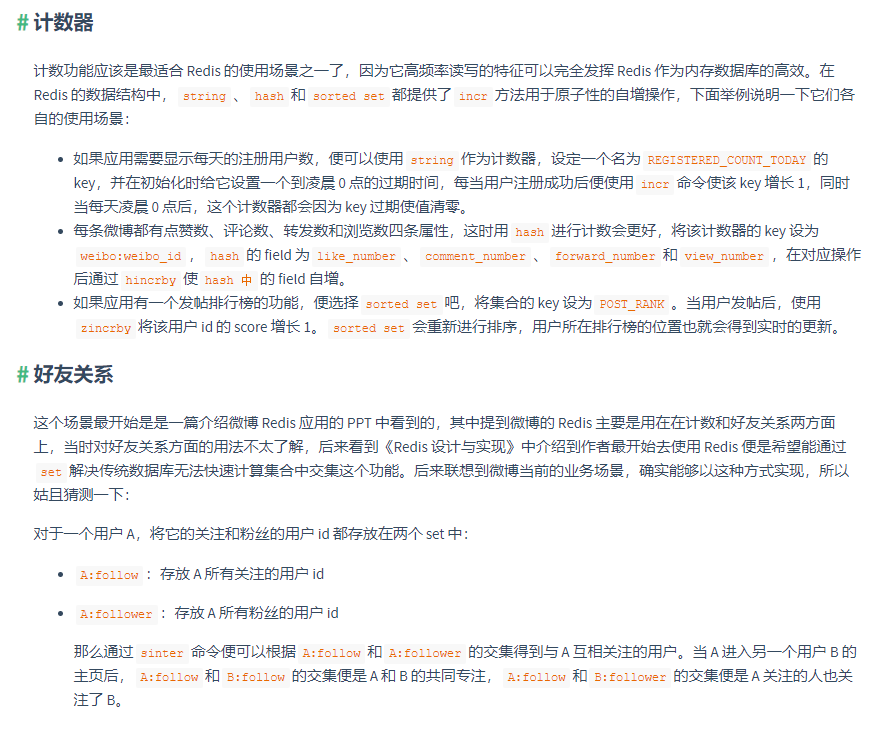 # 计数器
计数功能应该是最适合 Redis 的使用场景之一了，因为它高频率读写的特征可以完全发挥 Redis 作为内存数据库的高效。在
Redis 的数据结构中， string 、 hash 和 sorted set 都提供了 incr 方法用于原子性的自增操作，下面举例说明一下它们各
自的使用场景：
• 如果应用需要显示每天的注册用户数，便可以使用 string 作为计数器，设定一个名为 REGISTERED_COUNT_TODAY 的
key，并在初始化时给它设置一个到凌晨 0 点的过期时间，每当用户注册成功后便使用 incr 命令使该 key 增长 1，同时
当每天凌晨 0 点后，这个计数器都会因为 key 过期使值清零。
• 每条微博都有点赞数、评论数、转发数和浏览数四条属性，这时用 hash 进行计数会更好，将该计数器的 key 设为
weibo:weibo_id ， hash 的 field 为 like_number 、 comment_number 、 forward_number 和 view_number ，在对应操作
后通过 hincrby 使 hash 中 的 field 自增。
• 如果应用有一个发帖排行榜的功能，便选择 sorted set 吧，将集合的 key 设为 POST_RANK 。当用户发帖后，使用
zincrby 将该用户 id 的 score 增长 1。 sorted set 会重新进行排序，用户所在排行榜的位置也就会得到实时的更新。
# 好友关系
这个场景最开始是是一篇介绍微博 Redis 应用的 PPT 中看到的，其中提到微博的 Redis 主要是用在在计数和好友关系两方面
上，当时对好友关系方面的用法不太了解，后来看到《Redis 设计与实现》中介绍到作者最开始去使用 Redis 便是希望能通过
set 解决传统数据库无法快速计算集合中交集这个功能。后来联想到微博当前的业务场景，确实能够以这种方式实现，所以
姑且猜测一下：
对于一个用户 A，将它的关注和粉丝的用户 id 都存放在两个 set 中：
• A:follow ：存放 A 所有关注的用户 id
• A:follower ：存放 A 所有粉丝的用户 id
那么通过 sinter 命令便可以根据 A:follow 和 A:follower 的交集得到与 A 互相关注的用户。当 A 进入另一个用户 B 的
主页后， A:follow 和 B:follow 的交集便是 A 和 B 的共同专注， A:follow 和 B:follower 的交集便是 A 关注的人也关
注了 B。